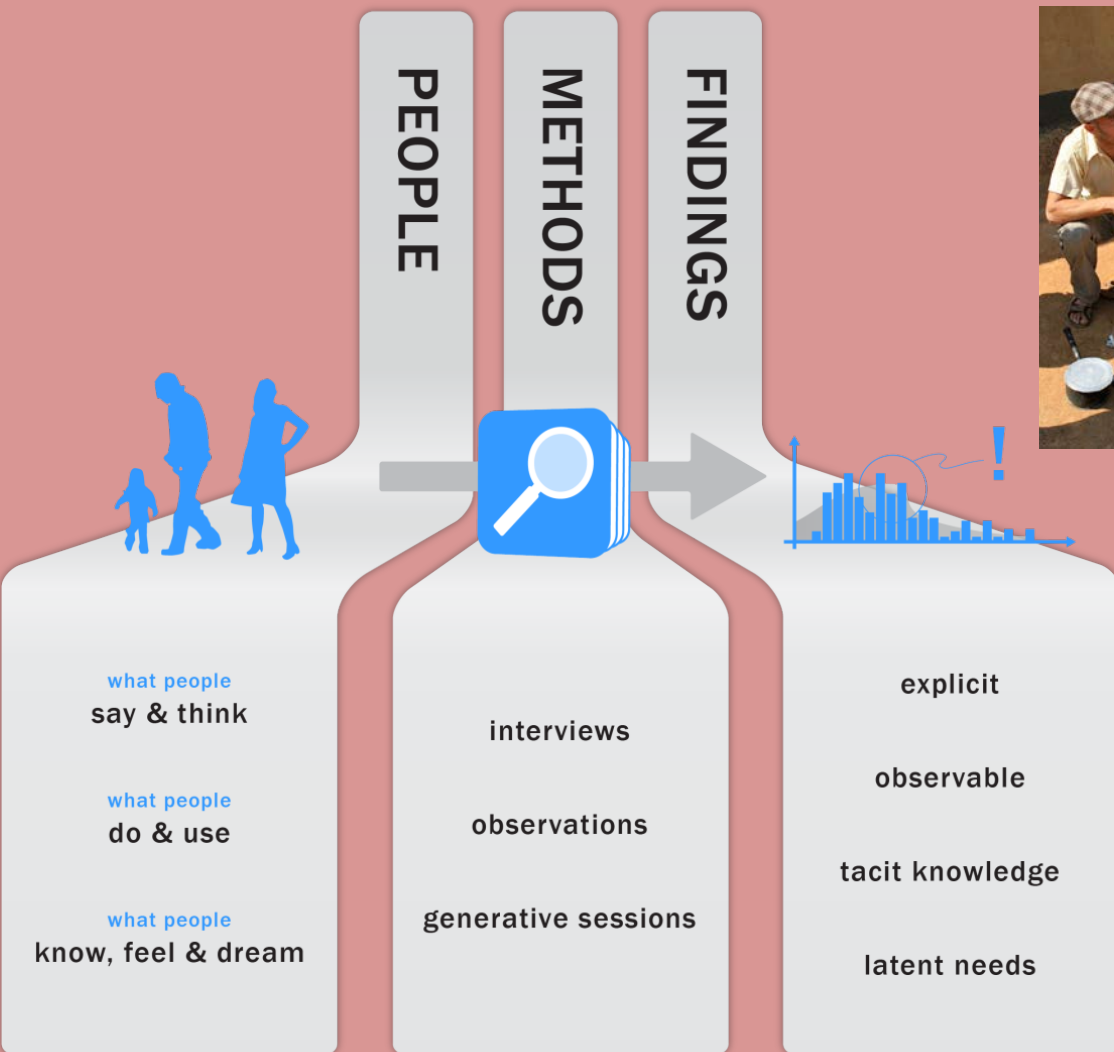 PEOPLE
METHODS
FINDINGS
!
what people
say & think
what people
do & use
what people
know, feel & dream
interviews
observations
generative sessions
explicit
observable
tacit knowledge
latent needs